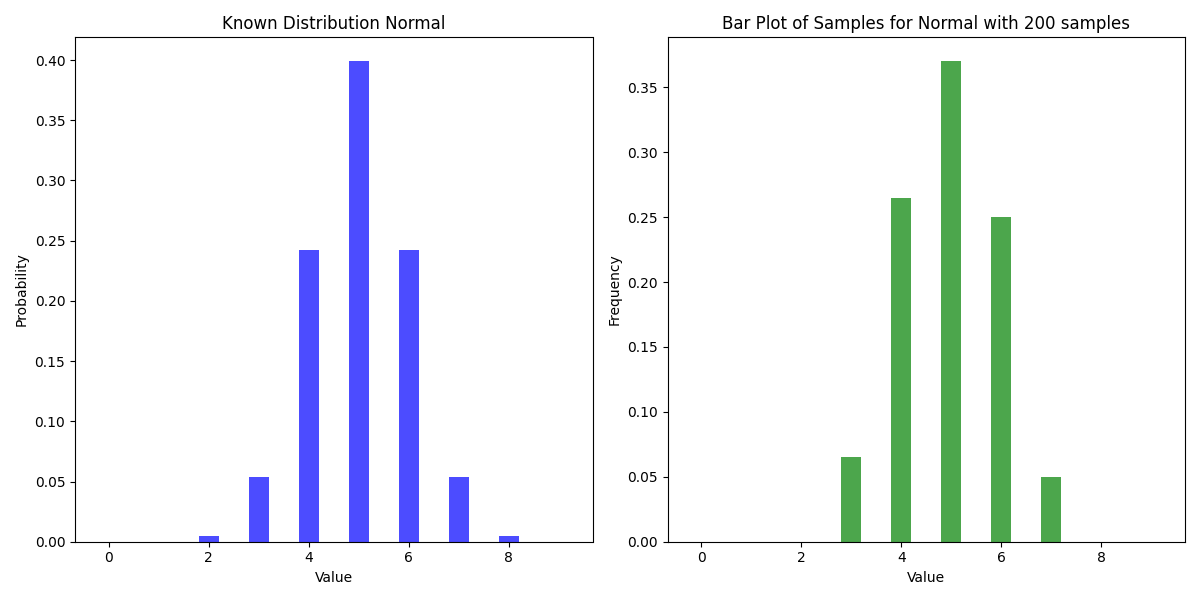 Known Distribution Normal
Probability
0.40
0.35
0.30
0.25
0.20
0.15
0.10
0.05
0.00
0 2 4 6 8
Value
Bar Plot of Samples for Normal with 200 samples
Frequency
0.35
0.30
0.25
0.20
0.15
0.10
0.05
0.00
0 2 4 6 8
Value